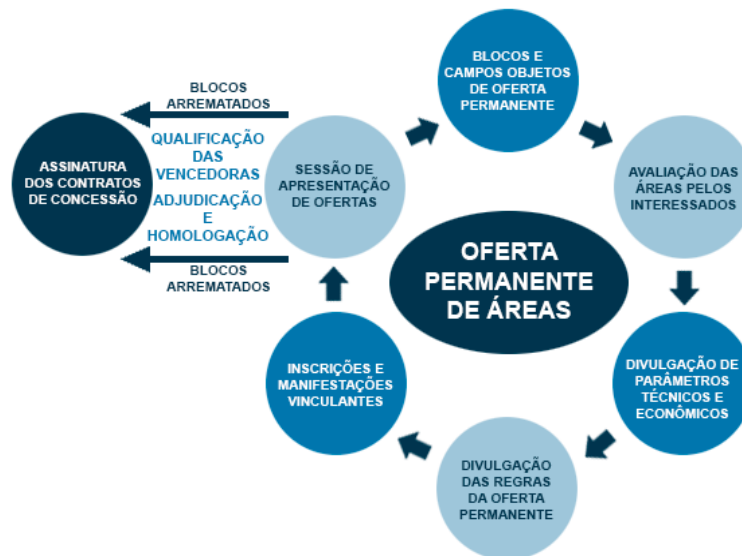 BLOCOS E
CAMPOS OBJETOS
DE OFERTA
PERMANENTE
BLOCOS
ARREMATADOS
QUALIFICAÇÃO
DAS
VENCEDORAS
ADJUDICAÇÃO
E
HOMOLOGAÇÃO
BLOCOS
ARREMATADOS
ASSINATURA
DOS CONTRATOS
DE CONCESSÃO
SESSÃO DE
APRESENTAÇÃO
DE OFERTAS
AVALIAÇÃO DAS
ÁREAS PELOS
INTERESSADOS
OFERTA
PERMANENTE
DE ÁREAS
INSCRIÇÕES E
MANIFESTAÇÕES
VINCULANTES
DIVULGAÇÃO DE
PARÂMETROS
TÉCNICOS E
ECONÔMICOS
DIVULGAÇÃO
DAS REGRAS
DA OFERTA
PERMANENTE